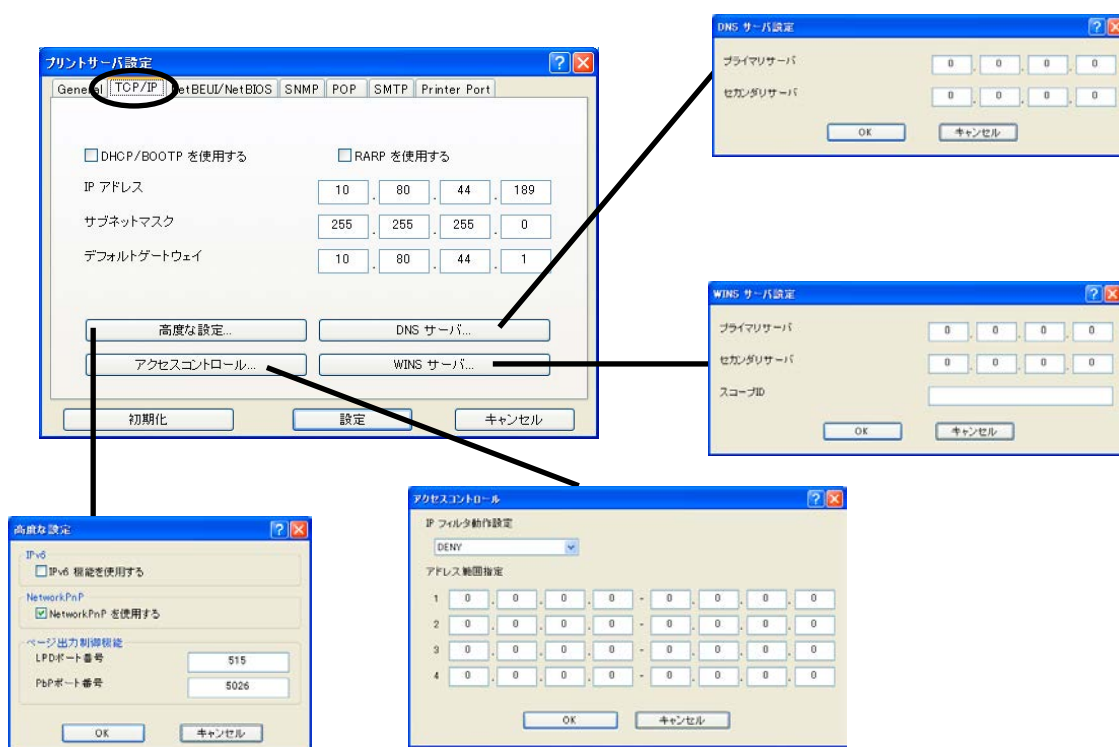 プリントサーバ設定
General TCP/IP NetBEUI/NetBIOS SNMP POP SMTP Printer Port
DHCP/BOOTP を使用する RARP を使用する
IP アドレス 10 . 80 . 44 . 189
サブネットマスク 255 . 255 . 255 . 0
デフォルトゲートウェイ 10 . 80 . 44 . 1
高度な設定... DNS サーバ...
アクセスコントロール... WINS サーバ...
初期化 設定 キャンセル
DNS サーバ設定
プライマリサーバ 0 . 0 . 0 . 0
セカンダリサーバ 0 . 0 . 0 . 0
OK キャンセル
WINS サーバ設定
プライマリサーバ 0 . 0 . 0 . 0
セカンダリサーバ 0 . 0 . 0 . 0
スコープID
OK キャンセル
高度な設定
IPv6
IPv6 機能を使用する
NetworkPnP
NetworkPnP を使用する
ページ出力制御機能
LPDポート番号 515
PbPポート番号 5026
OK キャンセル
アクセスコントロール
IP フィルタ動作設定
DENY
アドレス範囲指定
1 0 . 0 . 0 . 0 - 0 . 0 . 0 . 0
2 0 . 0 . 0 . 0 - 0 . 0 . 0 . 0
3 0 . 0 . 0 . 0 - 0 . 0 . 0 . 0
4 0 . 0 . 0 . 0 - 0 . 0 . 0 . 0
OK キャンセル